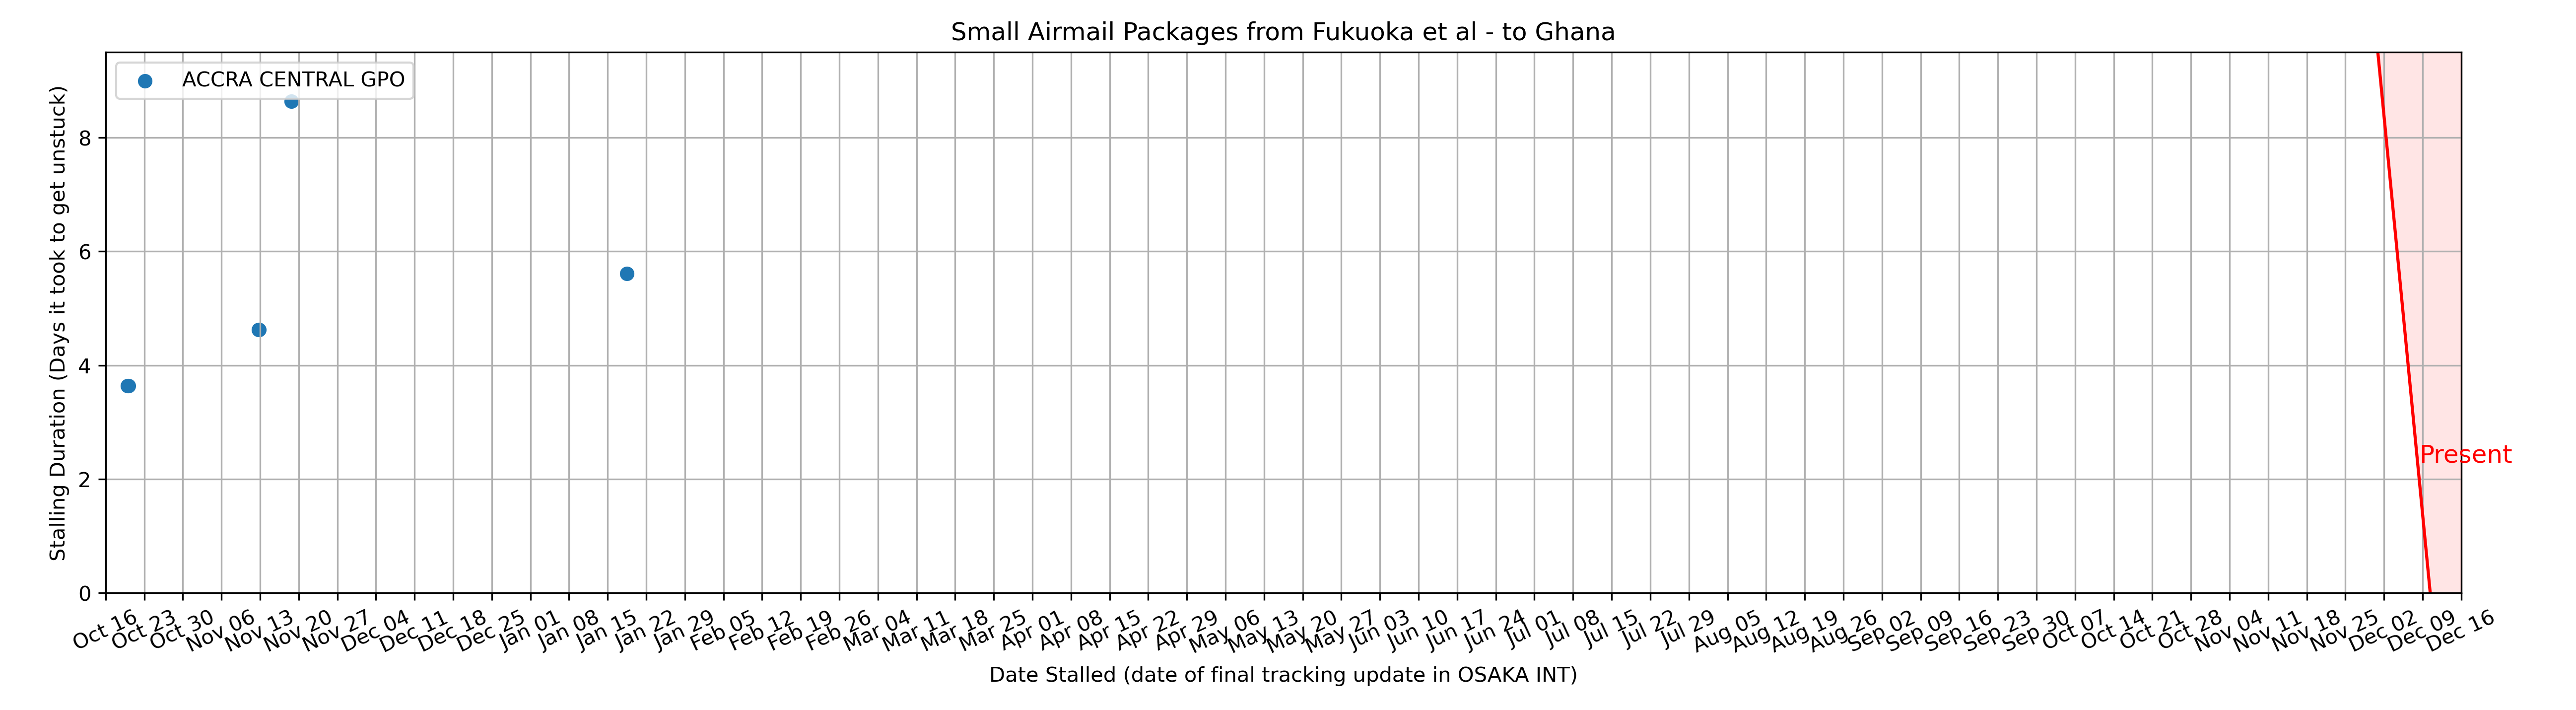 Small Airmail Packages from Fukuoka et al - to Ghana
ACCRA CENTRAL GPO
Stalling Duration (Days it took to get unstuck)
8
6
4
2
0
Present
Oct 16 Oct 23 Oct 30 Nov 06 Nov 13 Nov 20 Nov 27 Dec 04 Dec 11 Dec 18 Dec 25 Jan 01 Jan 08 Jan 15 Jan 22 Jan 29 Feb 05 Feb 12 Feb 19 Feb 26 Mar 04 Mar 11 Mar 18 Mar 25 Apr 01 Apr 08 Apr 15 Apr 22 Apr 29 May 06 May 13 May 20 May 27 Jun 03 Jun 10 Jun 17 Jun 24 Jul 01 Jul 08 Jul 15 Jul 22 Jul 29 Aug 05 Aug 12 Aug 19 Aug 26 Sep 02 Sep 09 Sep 16 Sep 23 Sep 30 Oct 07 Oct 14 Oct 21 Oct 28 Nov 04 Nov 11 Nov 18 Nov 25 Dec 02 Dec 09 Dec 16
Date Stalled (date of final tracking update in OSAKA INT)